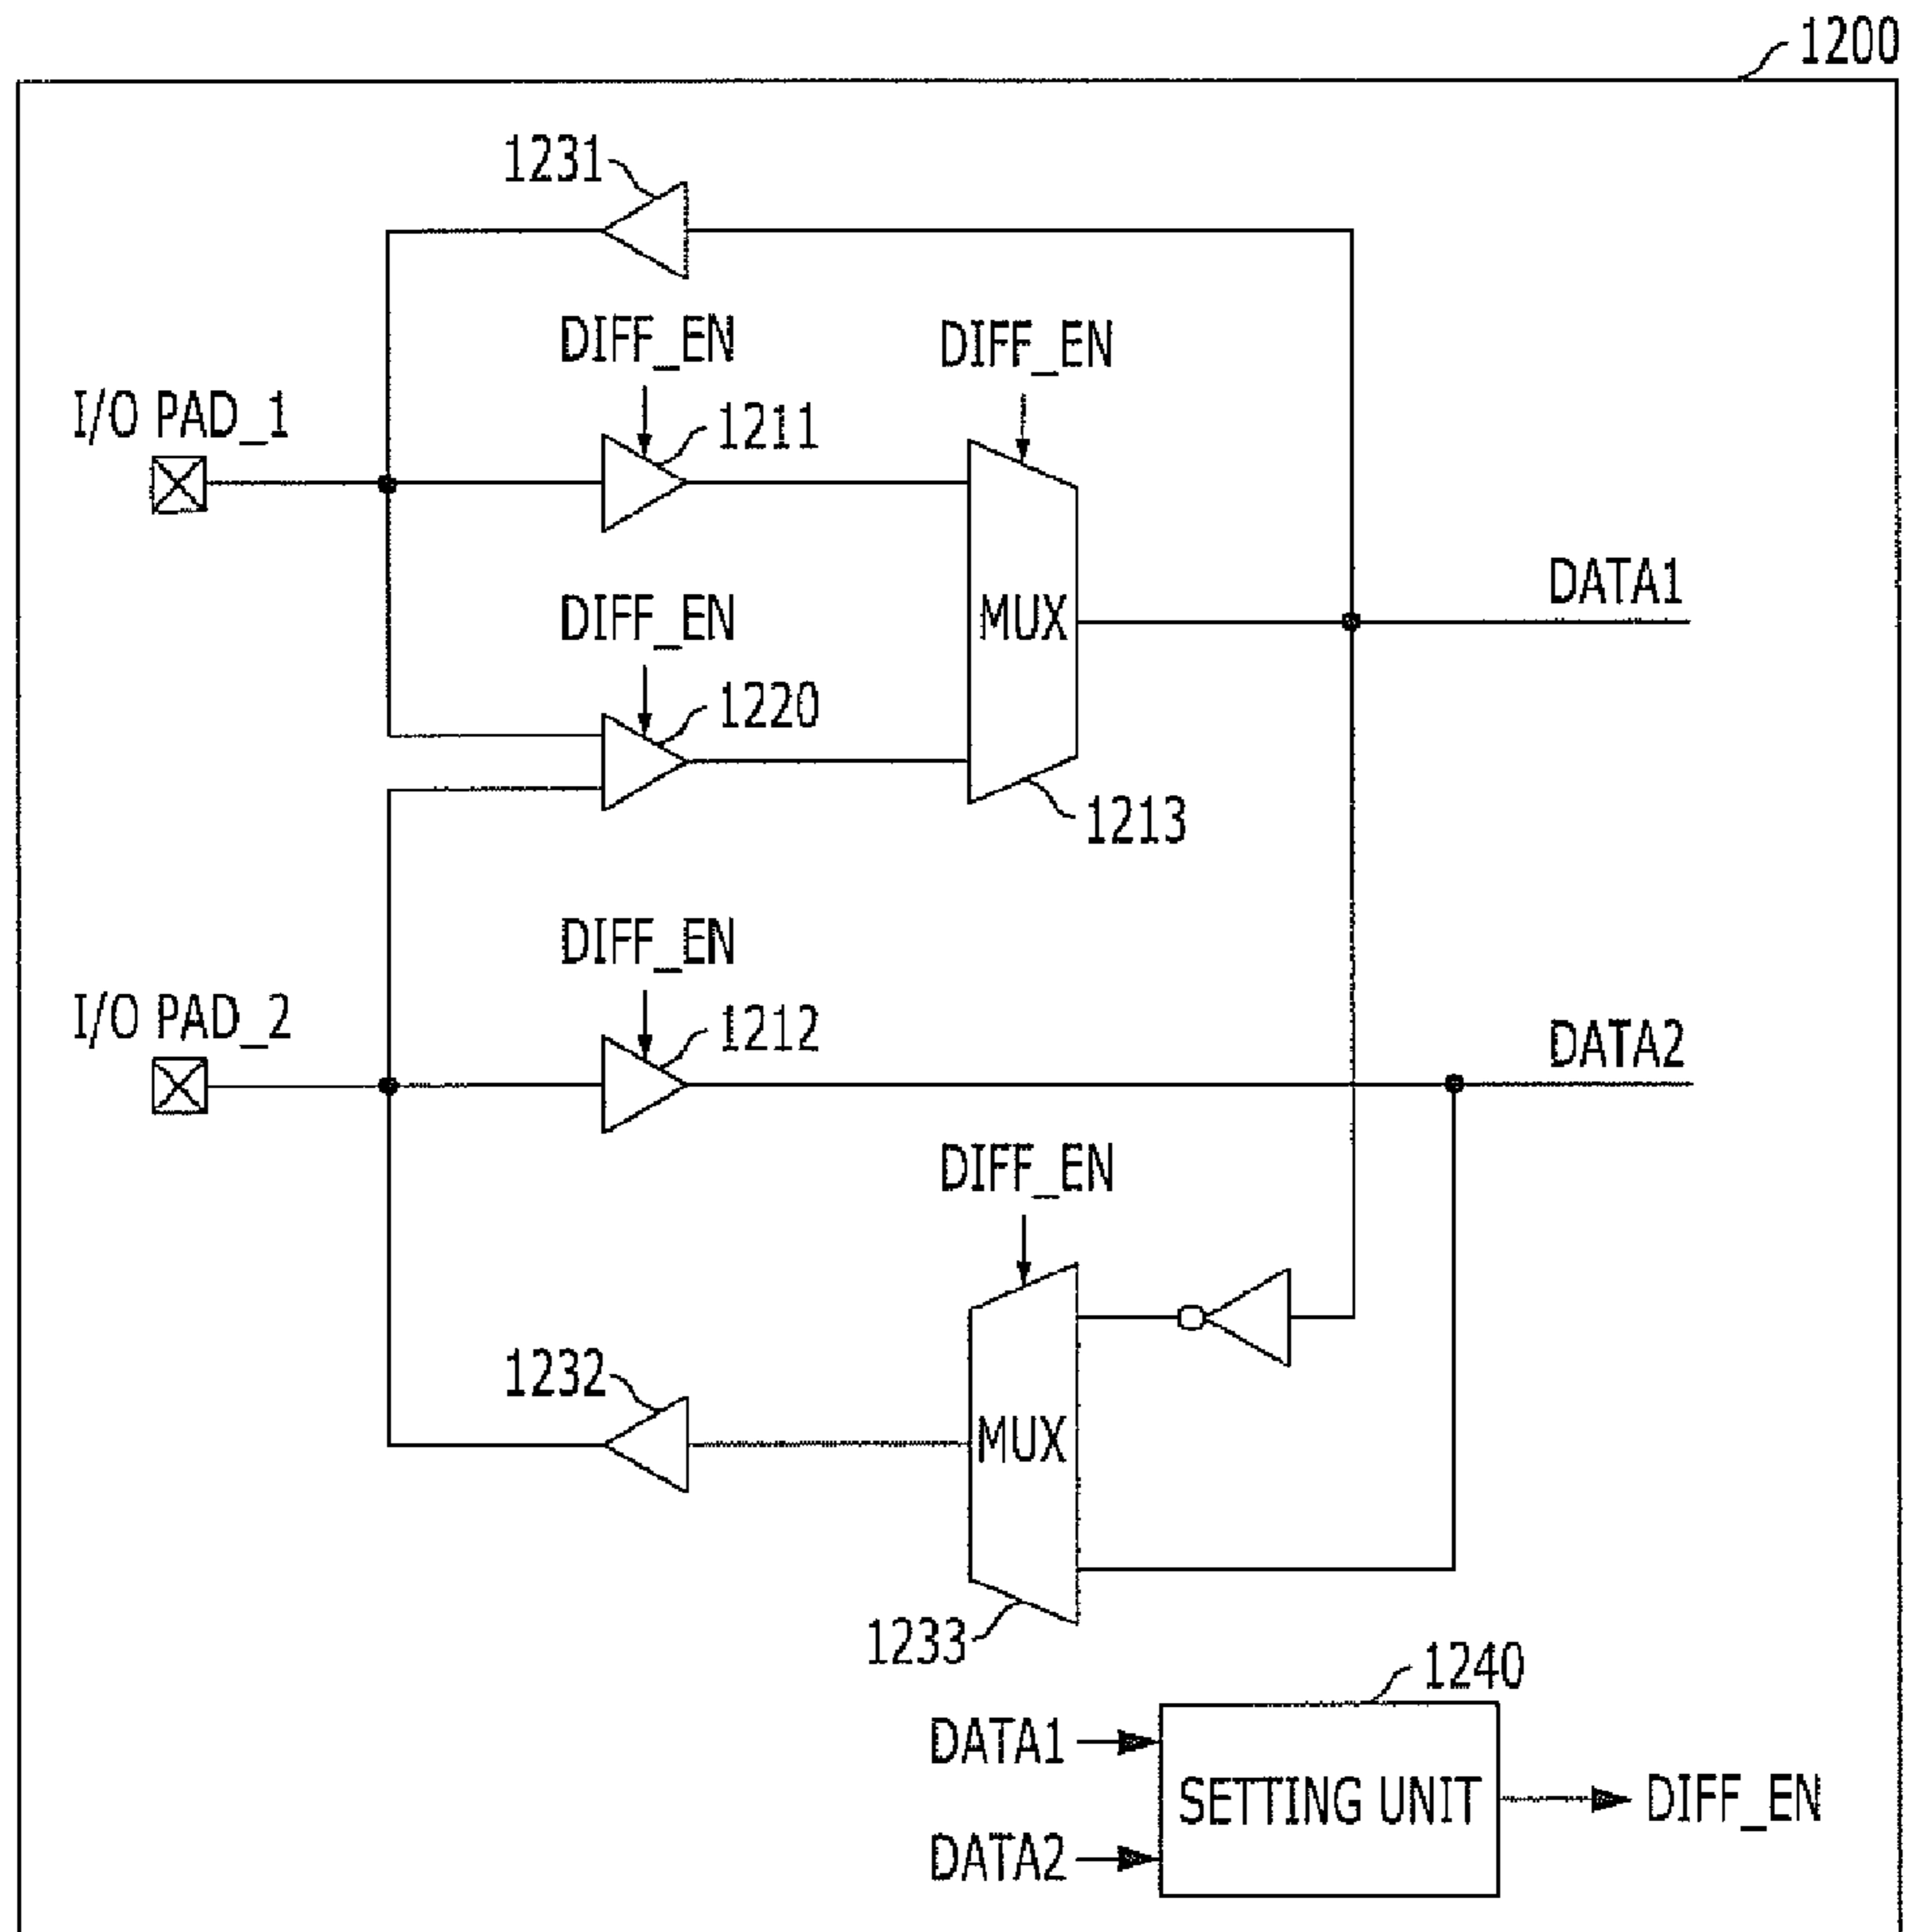 1200
1231
DIFF_EN
DIFF_EN
I/O PAD_1
1211
DATA1
DIFF_EN
MUX
1220
1213
DIFF_EN
I/O PAD_2
1212
DATA2
DIFF_EN
1232
MUX
1233
1240
DATA1
SETTING UNIT
DIFF_EN
DATA2